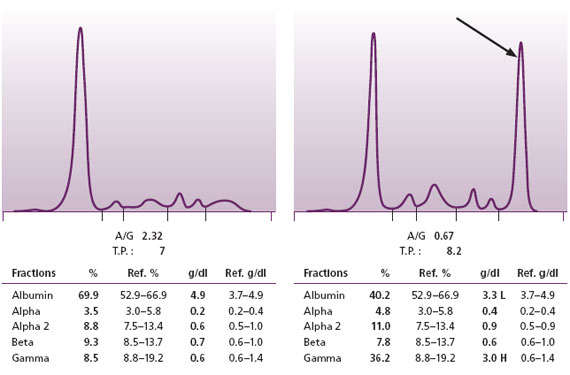 A/G 2.32
T.P. : 7
Fractions % Ref. % g/dl Ref. g/dl
Albumin 69.9 52.9–66.9 4.9 3.7–4.9
Alpha 3.5 3.0–5.8 0.2 0.2–0.4
Alpha 2 8.8 7.5–13.4 0.6 0.5–1.0
Beta 9.3 8.5–13.7 0.7 0.6–1.0
Gamma 8.5 8.8–19.2 0.6 0.6–1.4
A/G 0.67
T.P. : 8.2
Fractions % Ref. % g/dl Ref. g/dl
Albumin 40.2 52.9–66.9 3.3 L 3.7–4.9
Alpha 4.8 3.0–5.8 0.4 0.2–0.4
Alpha 2 11.0 7.5–13.4 0.9 0.5–0.9
Beta 7.8 8.5–13.7 0.6 0.6–1.0
Gamma 36.2 8.8–19.2 3.0 H 0.6–1.4